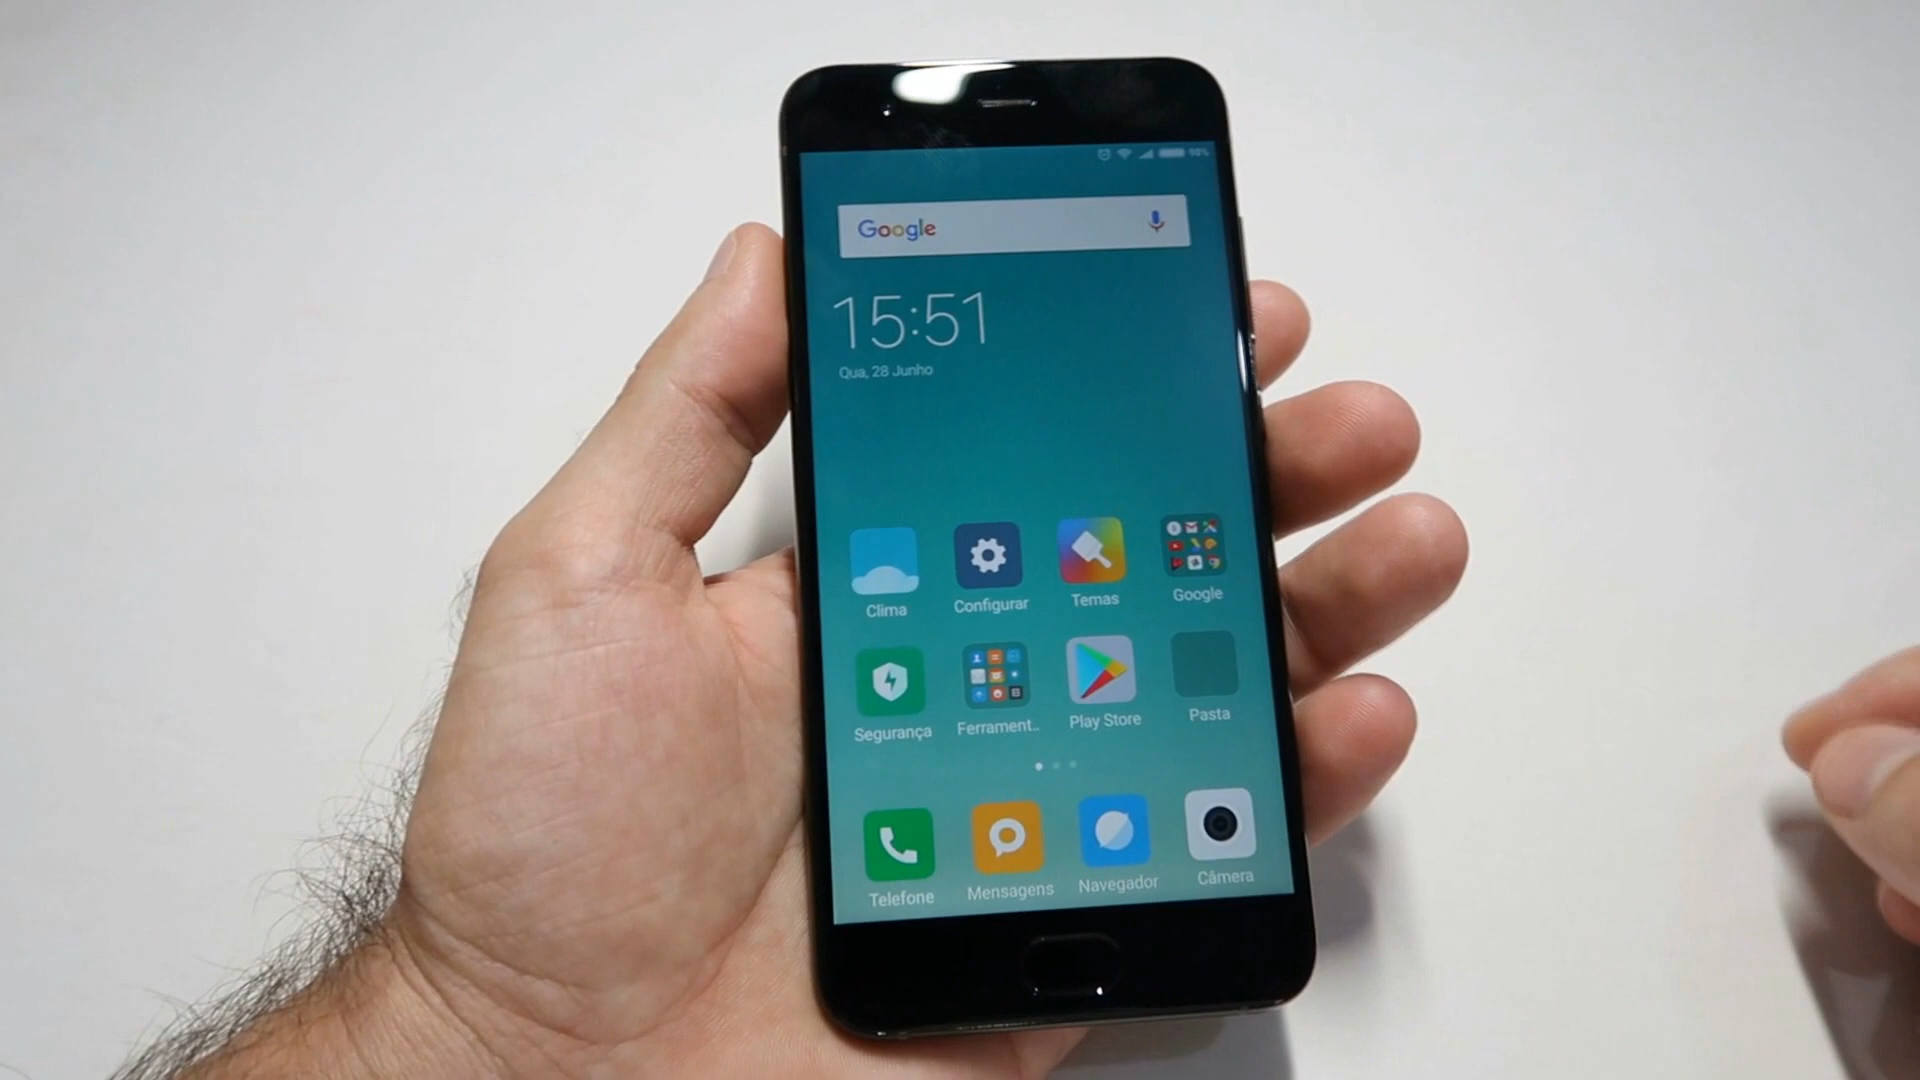 98%
Google
15:51
Qua, 28 Junho
Clima
Configurar
Temas
Google
Segurança
Ferrament..
Play Store
Pasta
Telefone
Mensagens
Navegador
Câmera